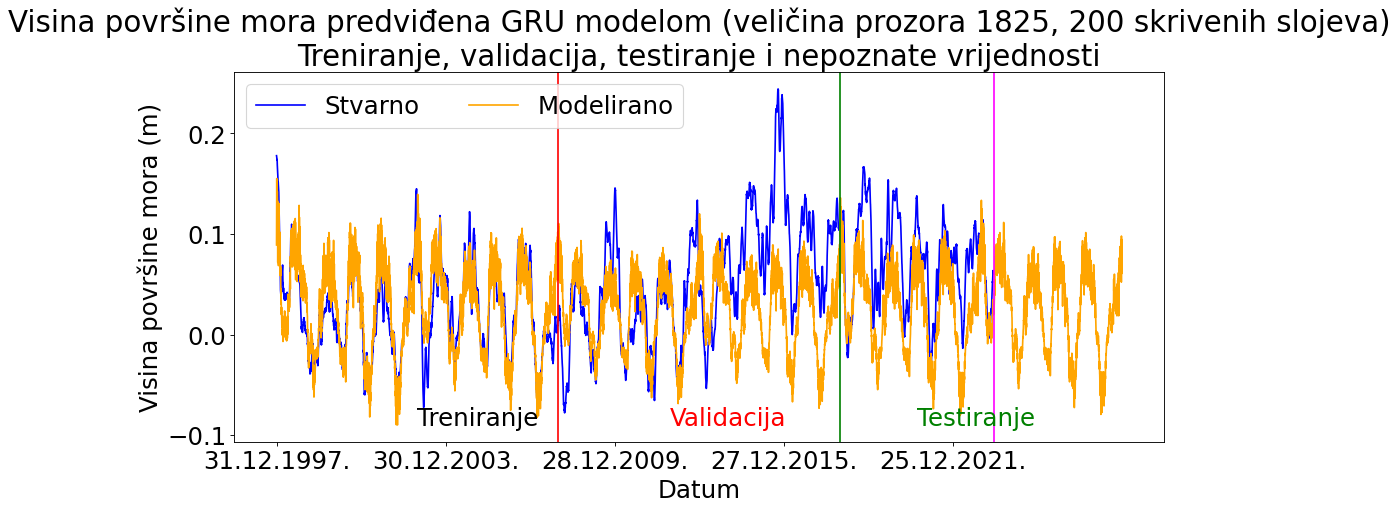 Visina površine mora predviđena GRU modelom (veličina prozora 1825, 200 skrivenih slojeva)
Treniranje, validacija, testiranje i nepoznate vrijednosti
Stvarno
Modelirano
Visina površine mora (m)
0.2
0.1
0.0
−0.1
Treniranje
Validacija
Testiranje
31.12.1997.
30.12.2003.
28.12.2009.
27.12.2015.
25.12.2021.
Datum